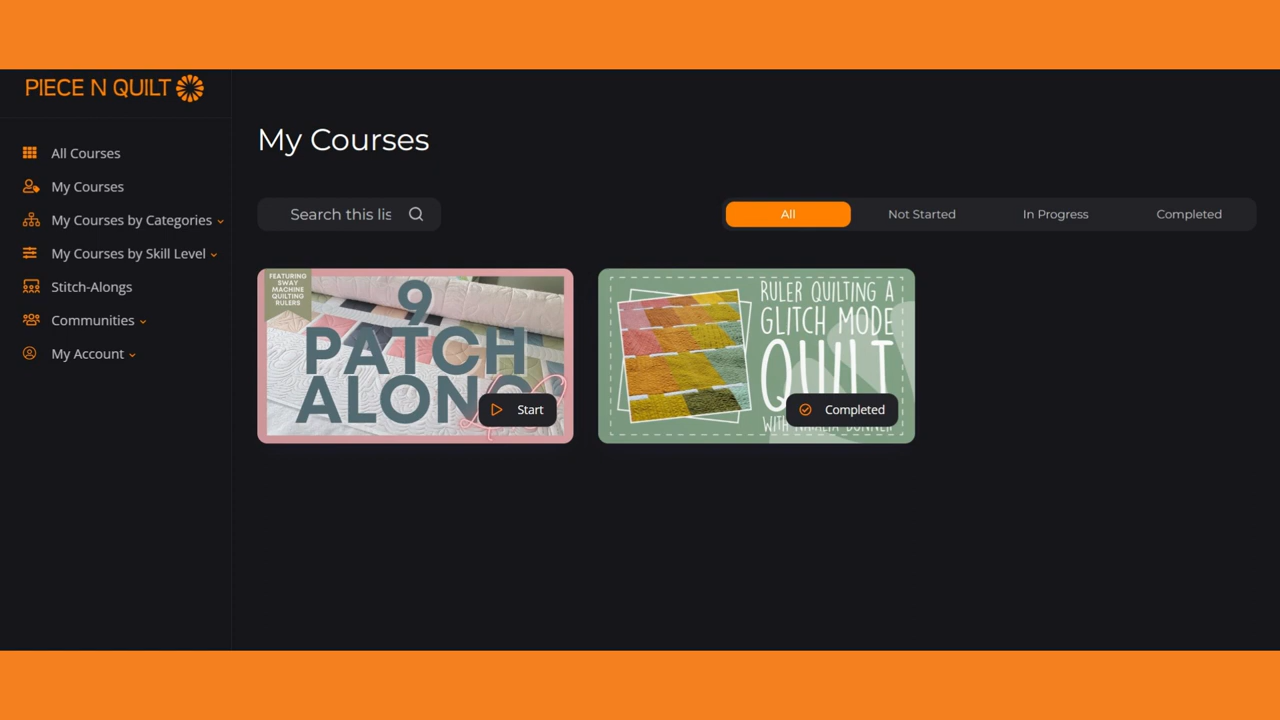 PIECE N QUILT
All Courses
My Courses
My Courses by Categories
My Courses by Skill Level
Stitch-Alongs
Communities
My Account
My Courses
Search this lis
All
Not Started
In Progress
Completed
FEATURING
SWAY
MACHINE
QUILTING
RULERS
9
PATCH
ALONG
Start
RULER QUILTING A
GLITCH MODE
QUILT
WITH
Completed